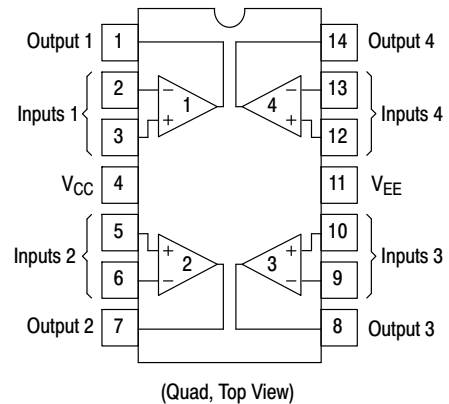 Output 1 1 14 Output 4
2 − − 13
Inputs 1 1 4 Inputs 4
3 + + 12
VCC 4 11 VEE
5 + + 10
Inputs 2 2 3 Inputs 3
6 − − 9
Output 2 7 8 Output 3
(Quad, Top View)